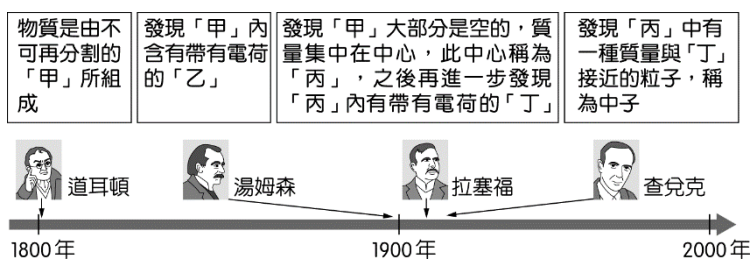 物質是由不
可再分割的
「甲」所組
成
發現「甲」內
含有帶有電荷
的「乙」
發現「甲」大部分是空的，質
量集中在中心，此中心稱為
「丙」，之後再進一步發現
「丙」內有帶有電荷的「丁」
發現「丙」中有
一種質量與「丁」
接近的粒子，稱
為中子
道耳頓
湯姆森
拉塞福
查兌克
1800年
1900年
2000年